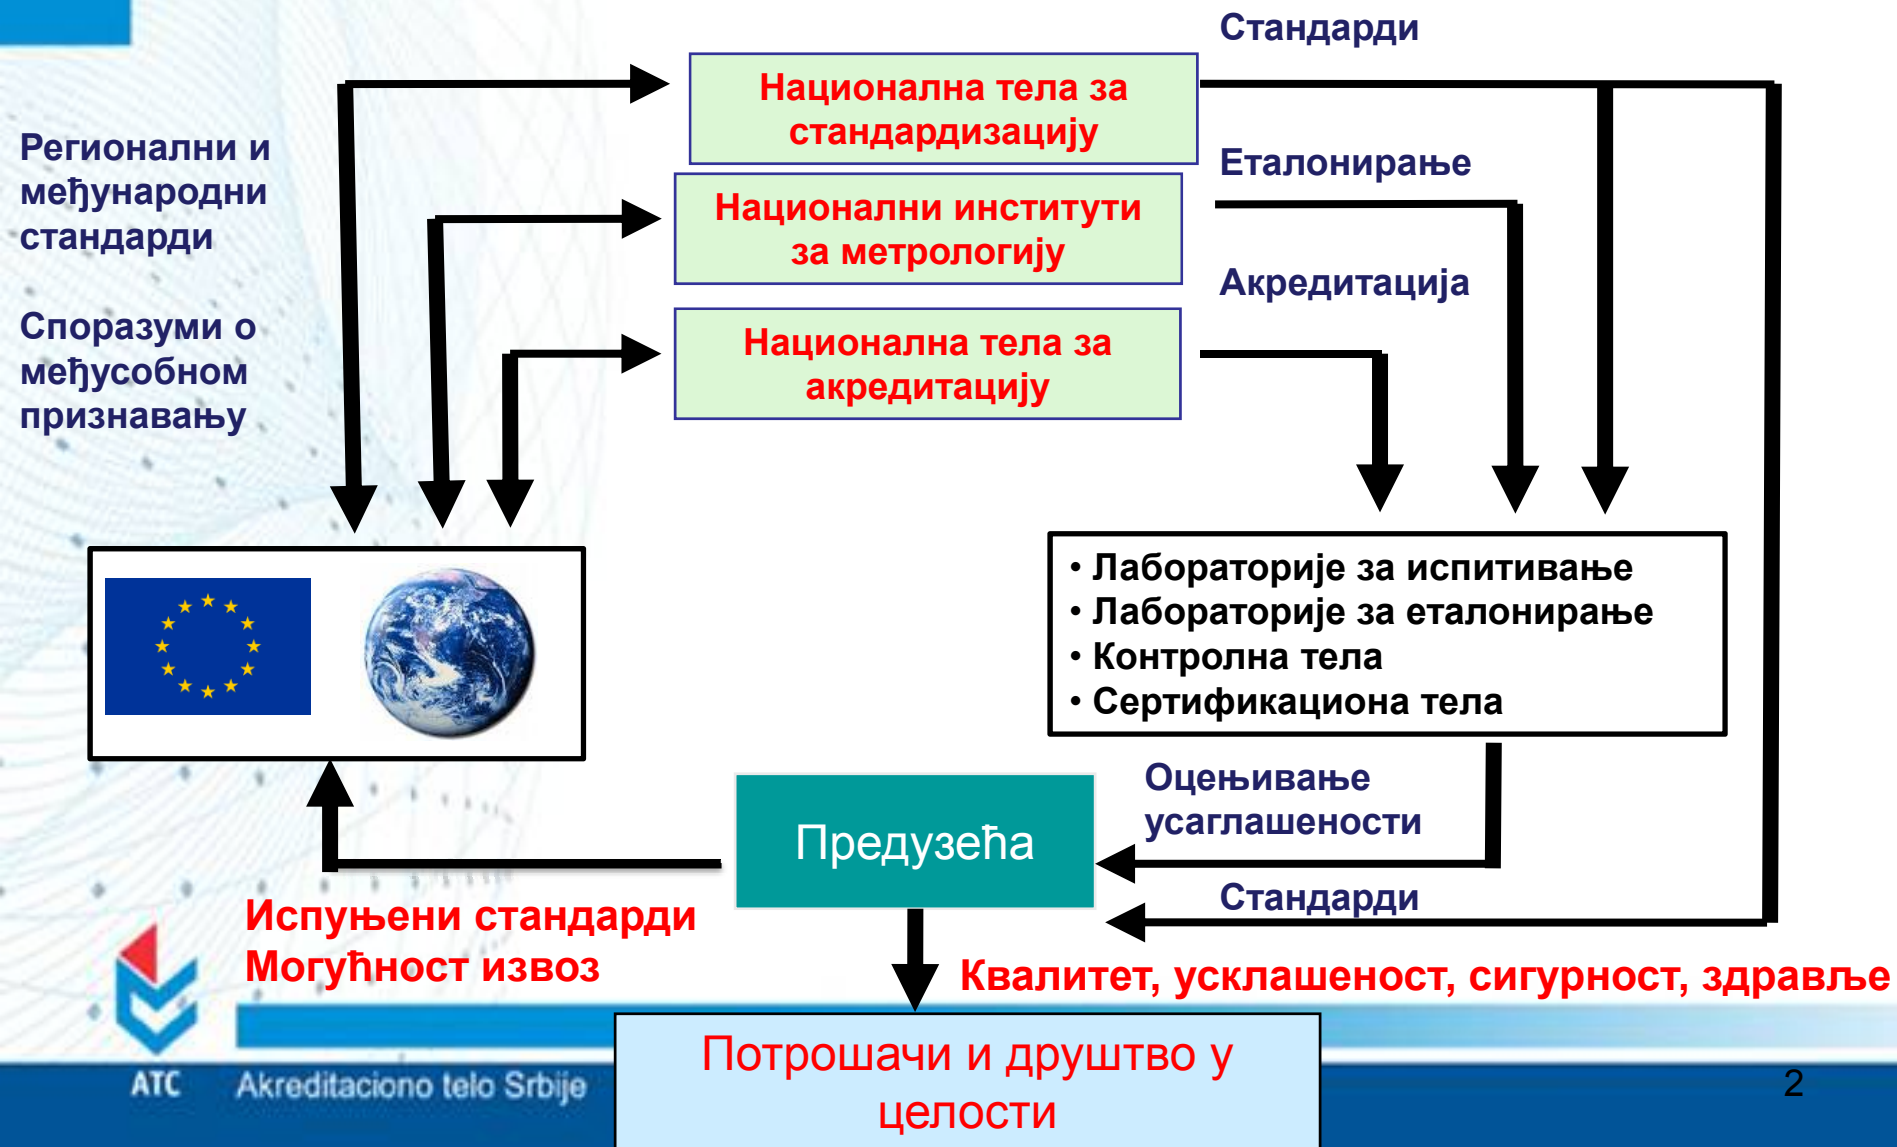 Стандарди
Национална тела за
стандардизацију
Регионални и
међународни
стандарди
Еталонирање
Национални институти
за метрологију
Акредитација
Споразуми о
међусобном
признавању
Национална тела за
акредитацију
• Лабораторије за испитивање
• Лабораторије за еталонирање
• Контролна тела
• Сертификациона тела
Оцењивање
усаглашености
Предузећа
Стандарди
Испуњени стандарди
Могућност извоз
Квалитет, усклашеност, сигурност, здравље
Потрошачи и друштво у
целости
ATC Akreditaciono telo Srbije
2